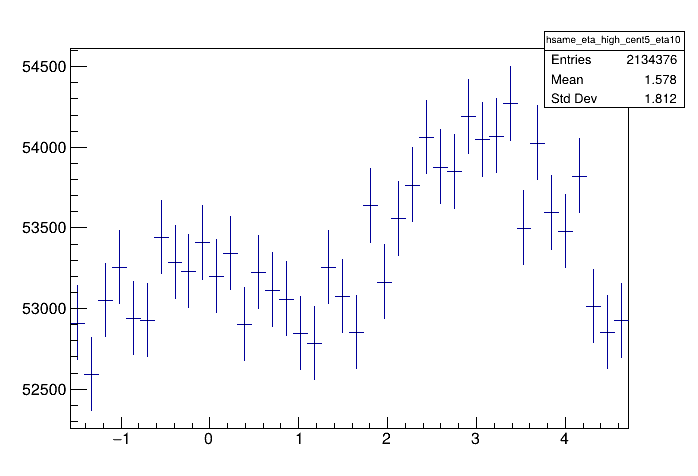 hsame_eta_high_cent5_eta10
Entries 2134376
Mean 1.578
Std Dev 1.812
54500
54000
53500
53000
52500
−1 0 1 2 3 4